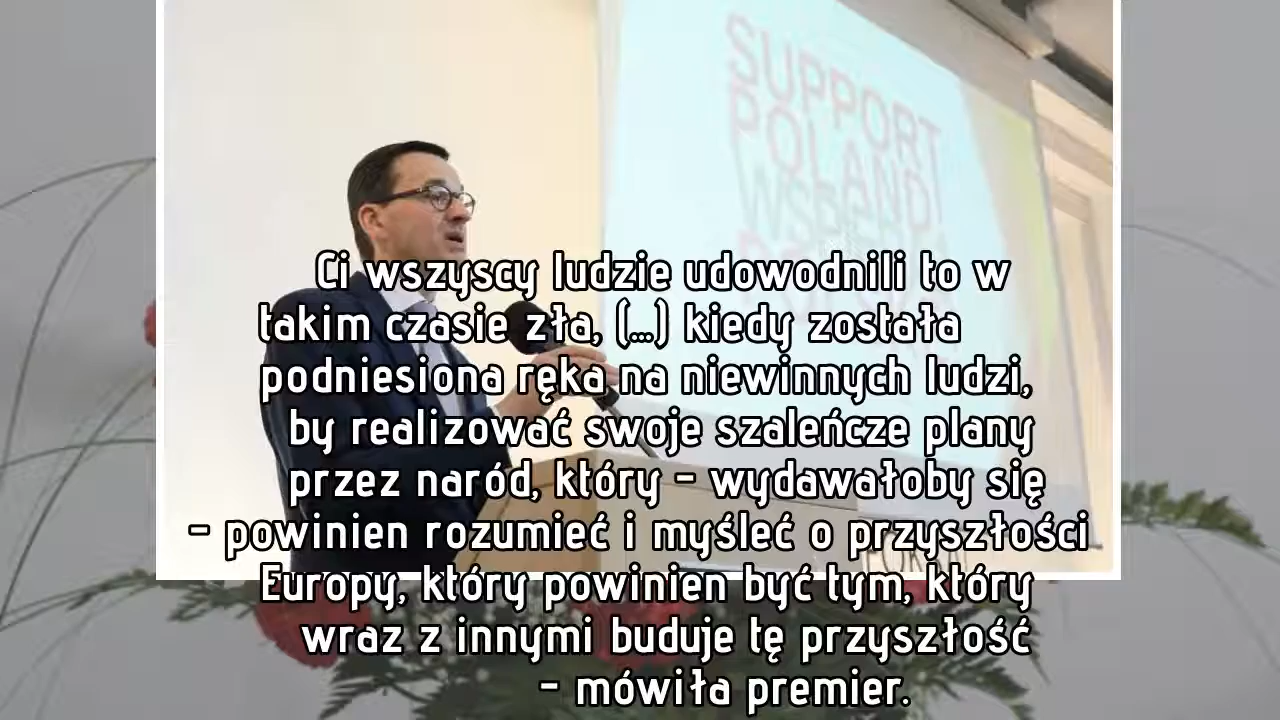 SUPPORT
POLAND!
Ci wszyscy ludzie udowodnili to w
takim czasie zła, (...) kiedy została
podniesiona ręka na niewinnych ludzi,
by realizować swoje szaleńcze plany
przez naród, który - wydawałoby się
- powinien rozumieć i myśleć o przyszłości
Europy, który powinien być tym, który
wraz z innymi buduje tę przyszłość
- mówiła premier.